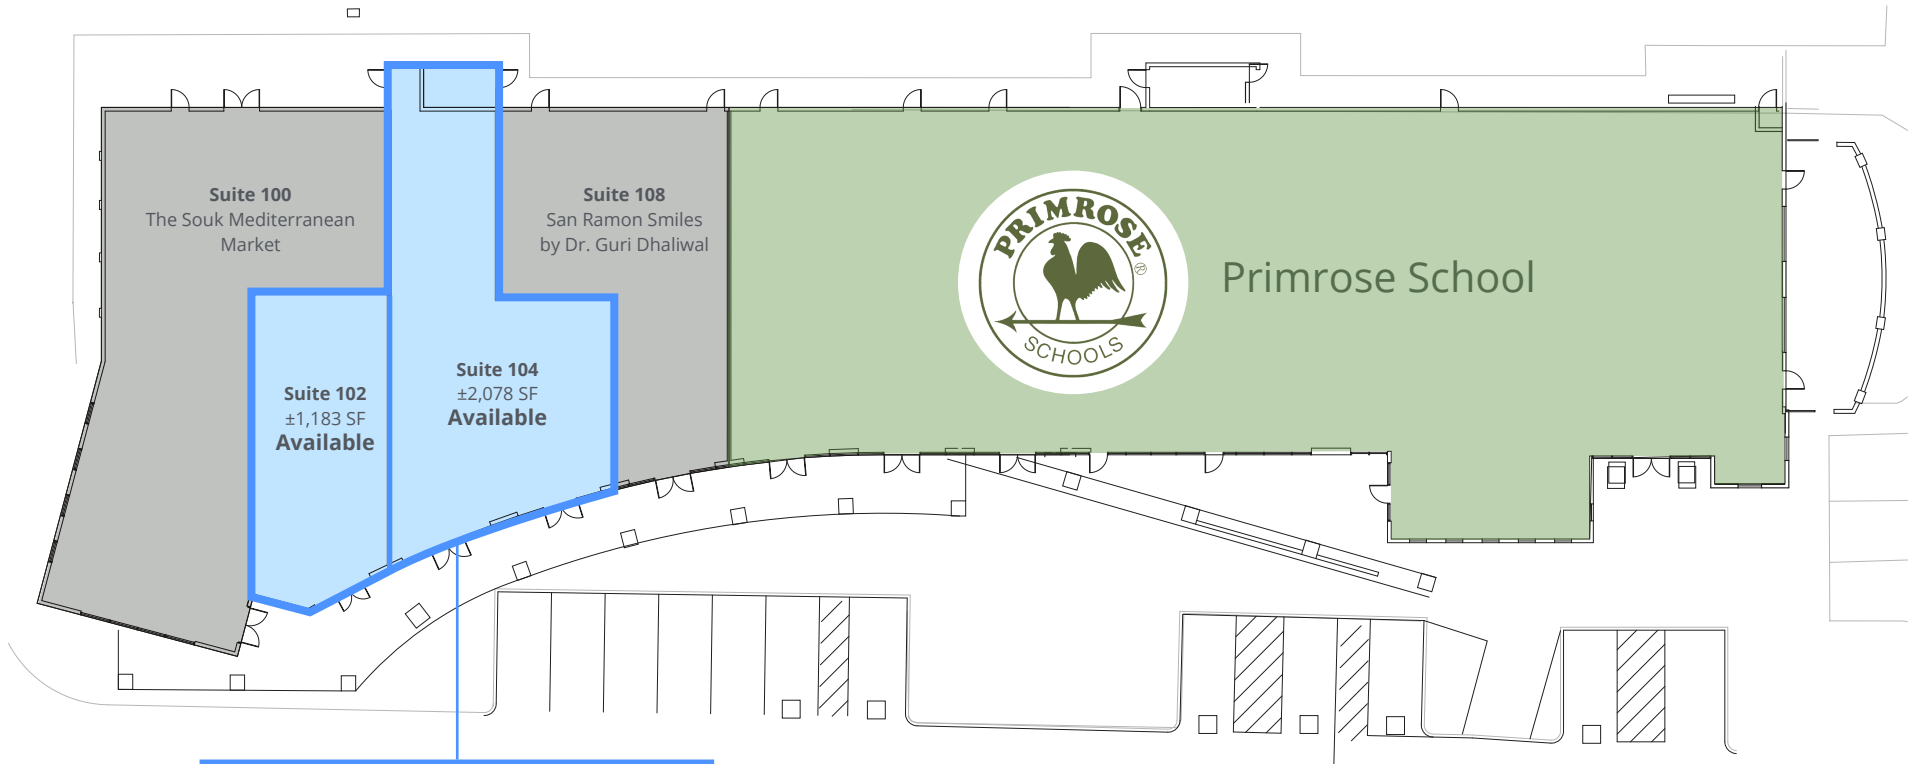 Suite 100
The Souk Mediterranean
Market
Suite 108
San Ramon Smiles
by Dr. Guri Dhaliwal
PRIMROSE
®
SCHOOLS
Primrose School
Suite 102
±1,183 SF
Available
Suite 104
±2,078 SF
Available